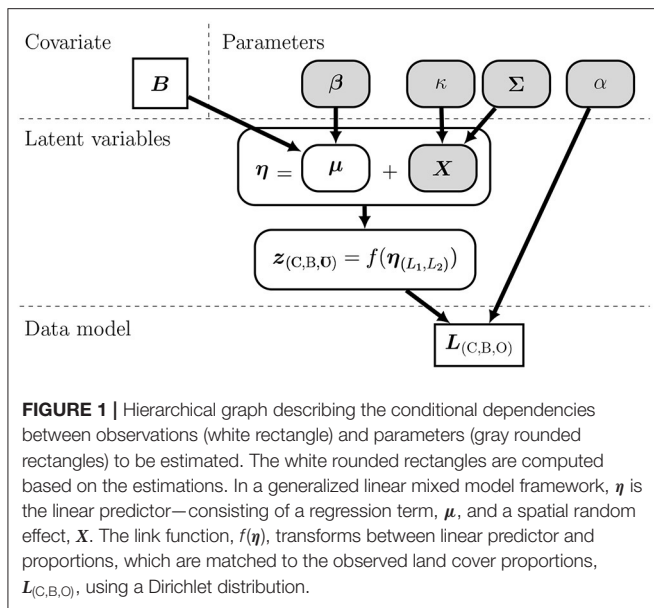 Covariate
Parameters
B
β
κ
Σ
α
Latent variables
η =
μ
+
X
z(C,B,O) = f(η(L1,L2))
Data model
L(C,B,O)
FIGURE 1 | Hierarchical graph describing the conditional dependencies
between observations (white rectangle) and parameters (gray rounded
rectangles) to be estimated. The white rounded rectangles are computed
based on the estimations. In a generalized linear mixed model framework, η is
the linear predictor—consisting of a regression term, μ, and a spatial random
effect, X. The link function, f(η), transforms between linear predictor and
proportions, which are matched to the observed land cover proportions,
L(C,B,O), using a Dirichlet distribution.